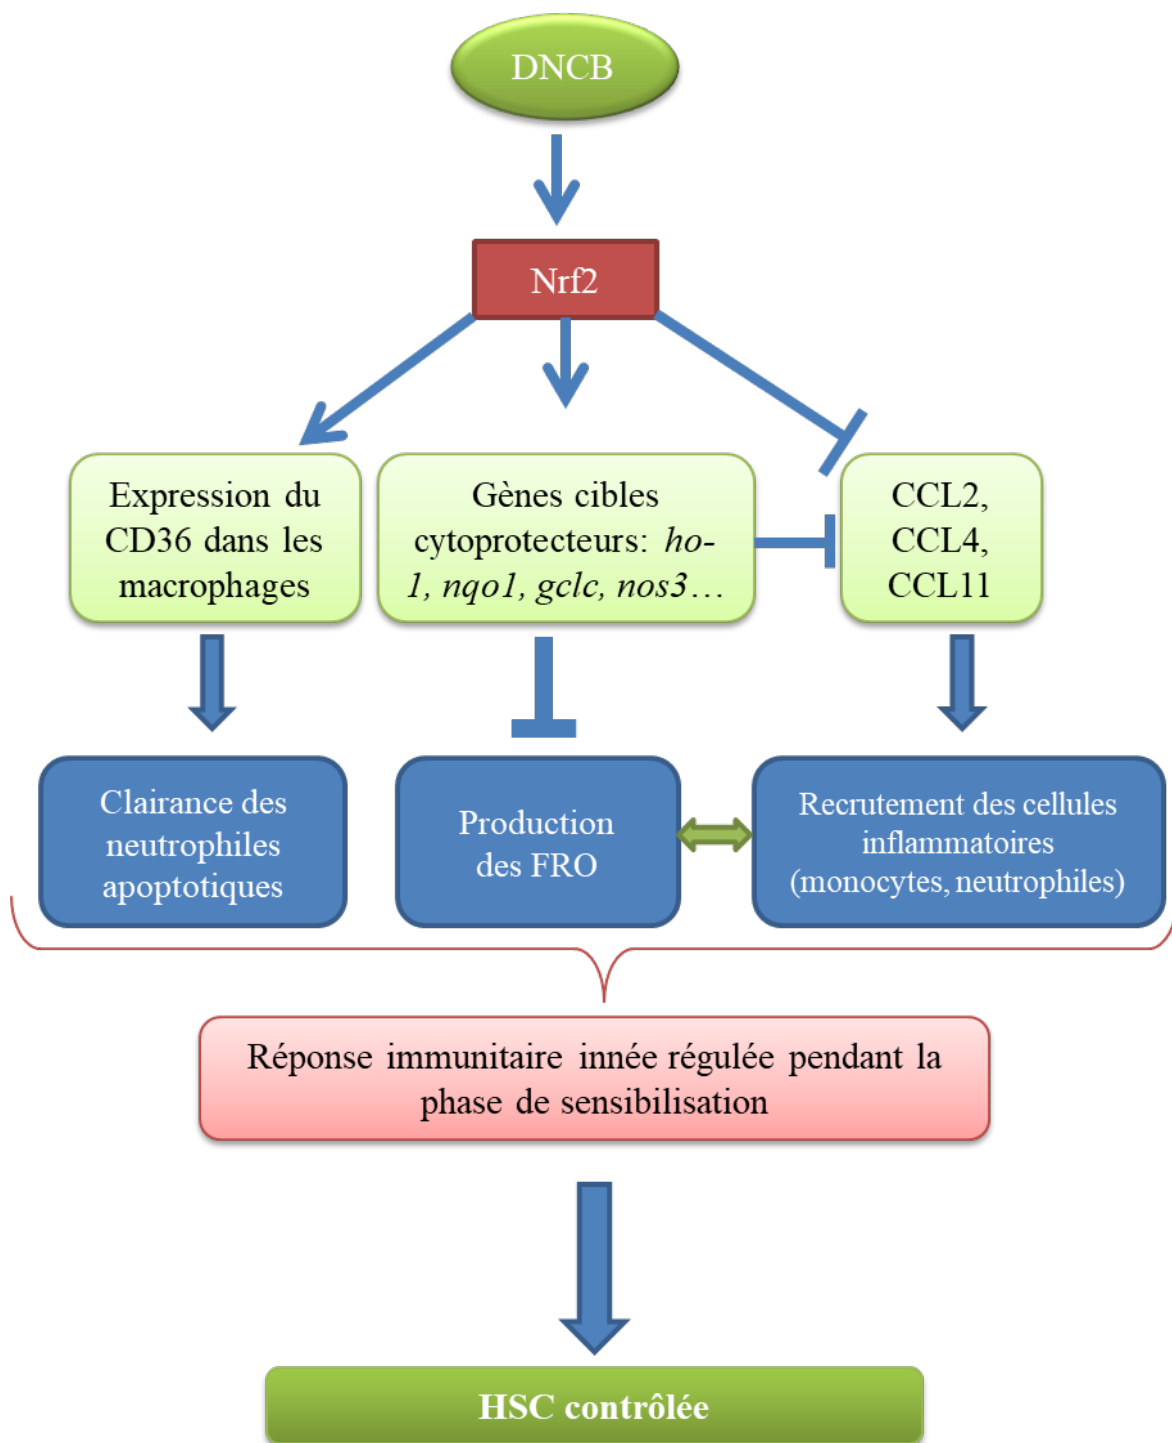 DNCB
Nrf2
Expression du
CD36 dans les
macrophages
Gènes cibles
cytoprotecteurs: ho-
1, nqo1, gclc, nos3…
CCL2,
CCL4,
CCL11
Clairance des
neutrophiles
apoptotiques
Production
des FRO
Recrutement des cellules
inflammatoires
(monocytes, neutrophiles)
Réponse immunitaire innée régulée pendant la
phase de sensibilisation
HSC contrôlée